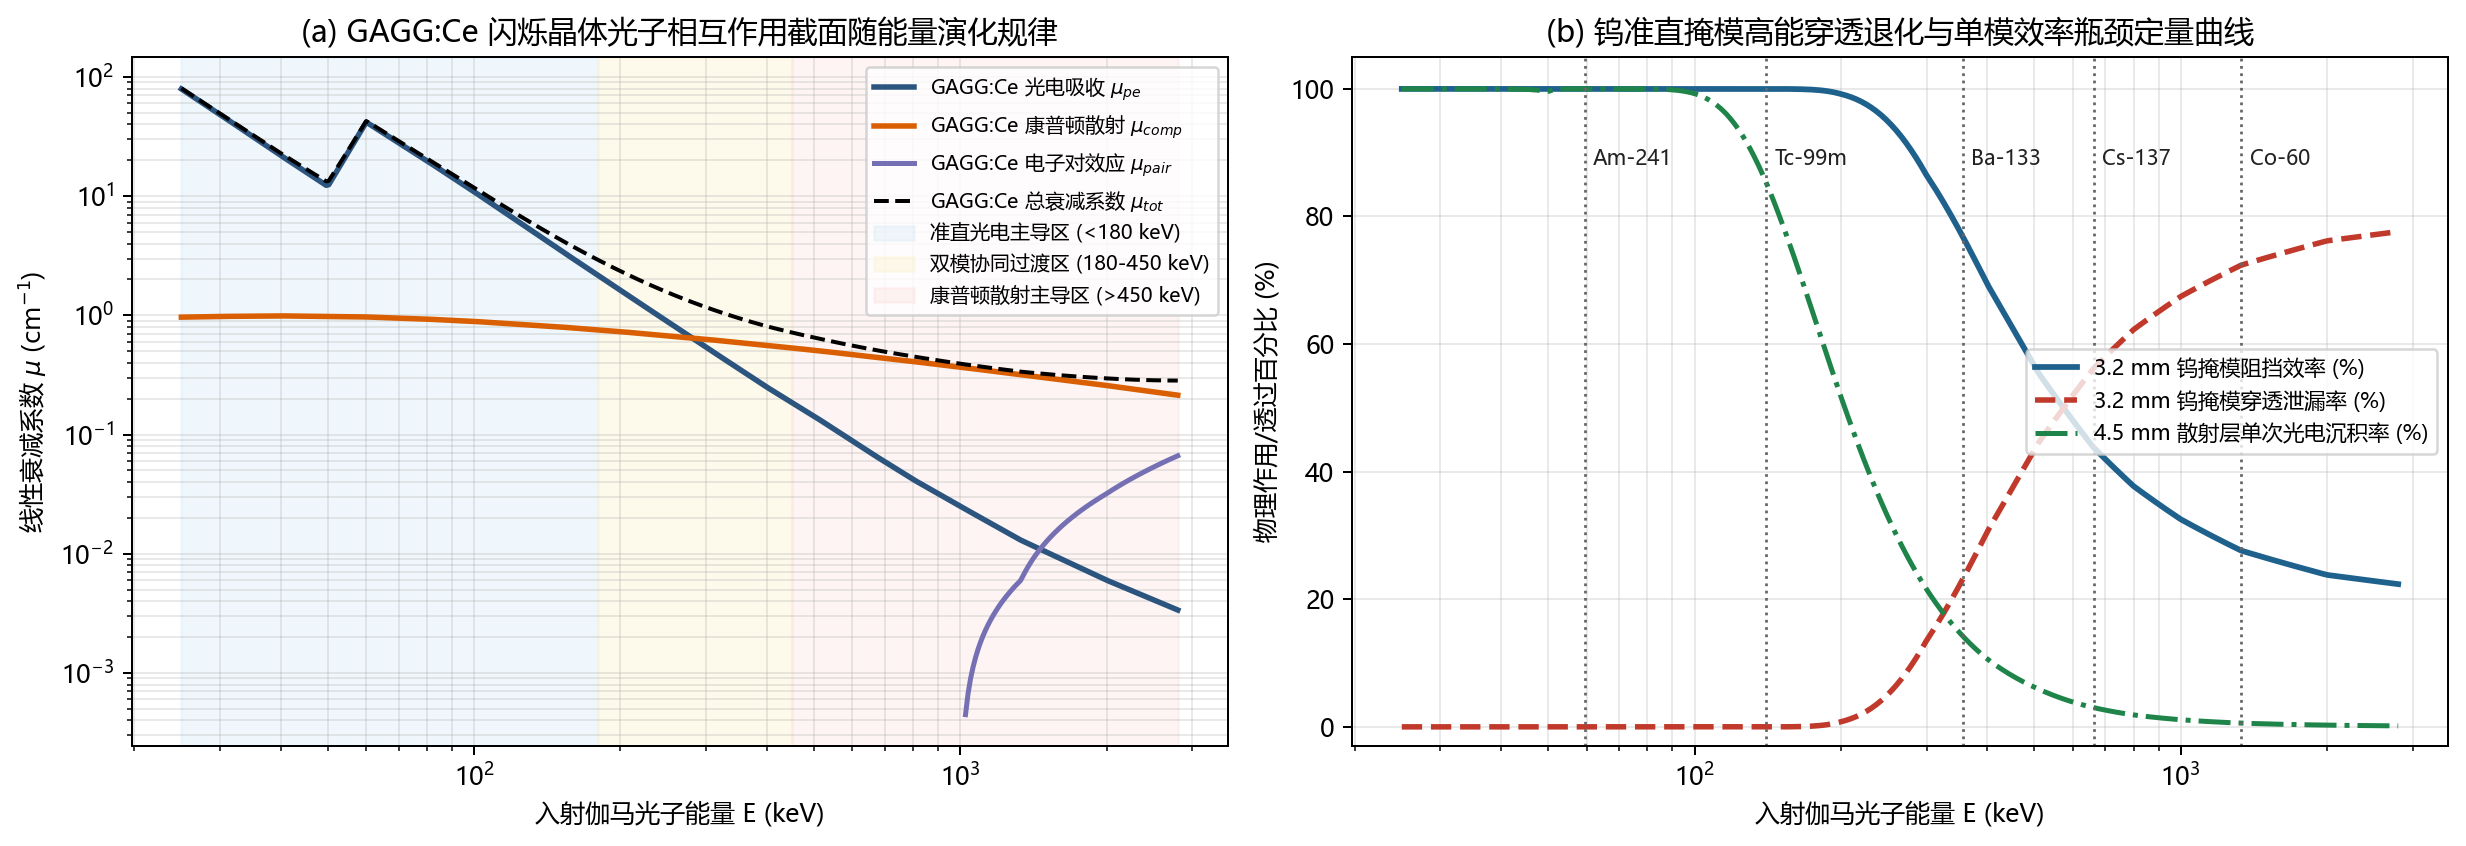 (a) GAGG:Ce 闪烁晶体光子相互作用截面随能量演化规律
线性衰减系数 μ (cm⁻¹)
10²
10¹
10⁰
10⁻¹
10⁻²
10⁻³
GAGG:Ce 光电吸收 μ_pe
GAGG:Ce 康普顿散射 μ_comp
GAGG:Ce 电子对效应 μ_pair
GAGG:Ce 总衰减系数 μ_tot
准直光电主导区 (<180 keV)
双模协同过渡区 (180-450 keV)
康普顿散射主导区 (>450 keV)
10²
10³
入射伽马光子能量 E (keV)
(b) 钨准直掩模高能穿透退化与单模效率瓶颈定量曲线
物理作用/透过百分比 (%)
100
80
60
40
20
0
Am-241
Tc-99m
Ba-133
Cs-137
Co-60
3.2 mm 钨掩模阻挡效率 (%)
3.2 mm 钨掩模穿透泄漏率 (%)
4.5 mm 散射层单次光电沉积率 (%)
10²
10³
入射伽马光子能量 E (keV)